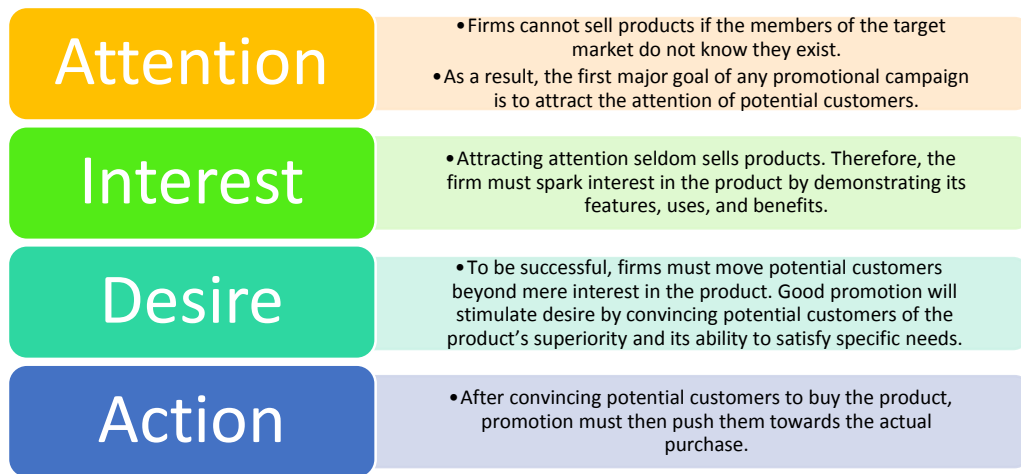 Attention
•Firms cannot sell products if the members of the target
market do not know they exist.
•As a result, the first major goal of any promotional campaign
is to attract the attention of potential customers.
Interest
•Attracting attention seldom sells products. Therefore, the
firm must spark interest in the product by demonstrating its
features, uses, and benefits.
Desire
•To be successful, firms must move potential customers
beyond mere interest in the product. Good promotion will
stimulate desire by convincing potential customers of the
product’s superiority and its ability to satisfy specific needs.
Action
•After convincing potential customers to buy the product,
promotion must then push them towards the actual
purchase.